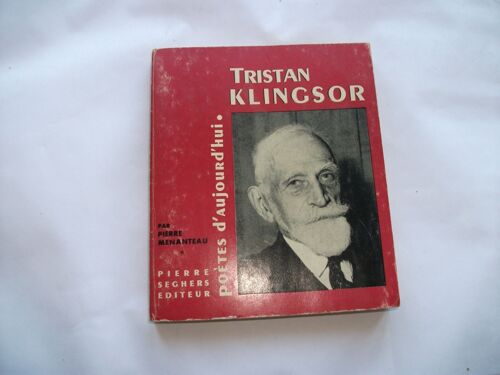 TRISTAN
KLINGSOR
POÈTES d'AUJOURD'HUI.
PAR
PIERRE
MENANTEAU
PIERRE
SEGHERS
EDITEUR